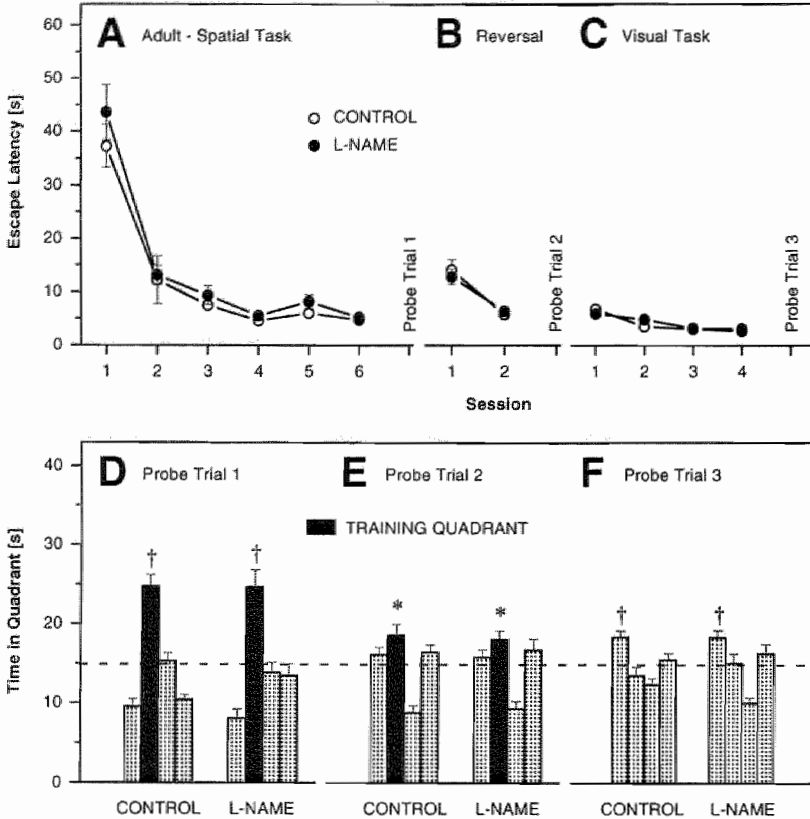 A Adult - Spatial Task
B Reversal
C Visual Task
60
50
40
30
20
10
0
Escape Latency [s]
CONTROL
L-NAME
Probe Trial 1
Probe Trial 2
Probe Trial 3
1 2 3 4 5 6
1 2
1 2 3 4
Session
D Probe Trial 1
E Probe Trial 2
F Probe Trial 3
40
30
20
10
0
Time in Quadrant [s]
TRAINING QUADRANT
† † * * † †
CONTROL L-NAME
CONTROL L-NAME
CONTROL L-NAME